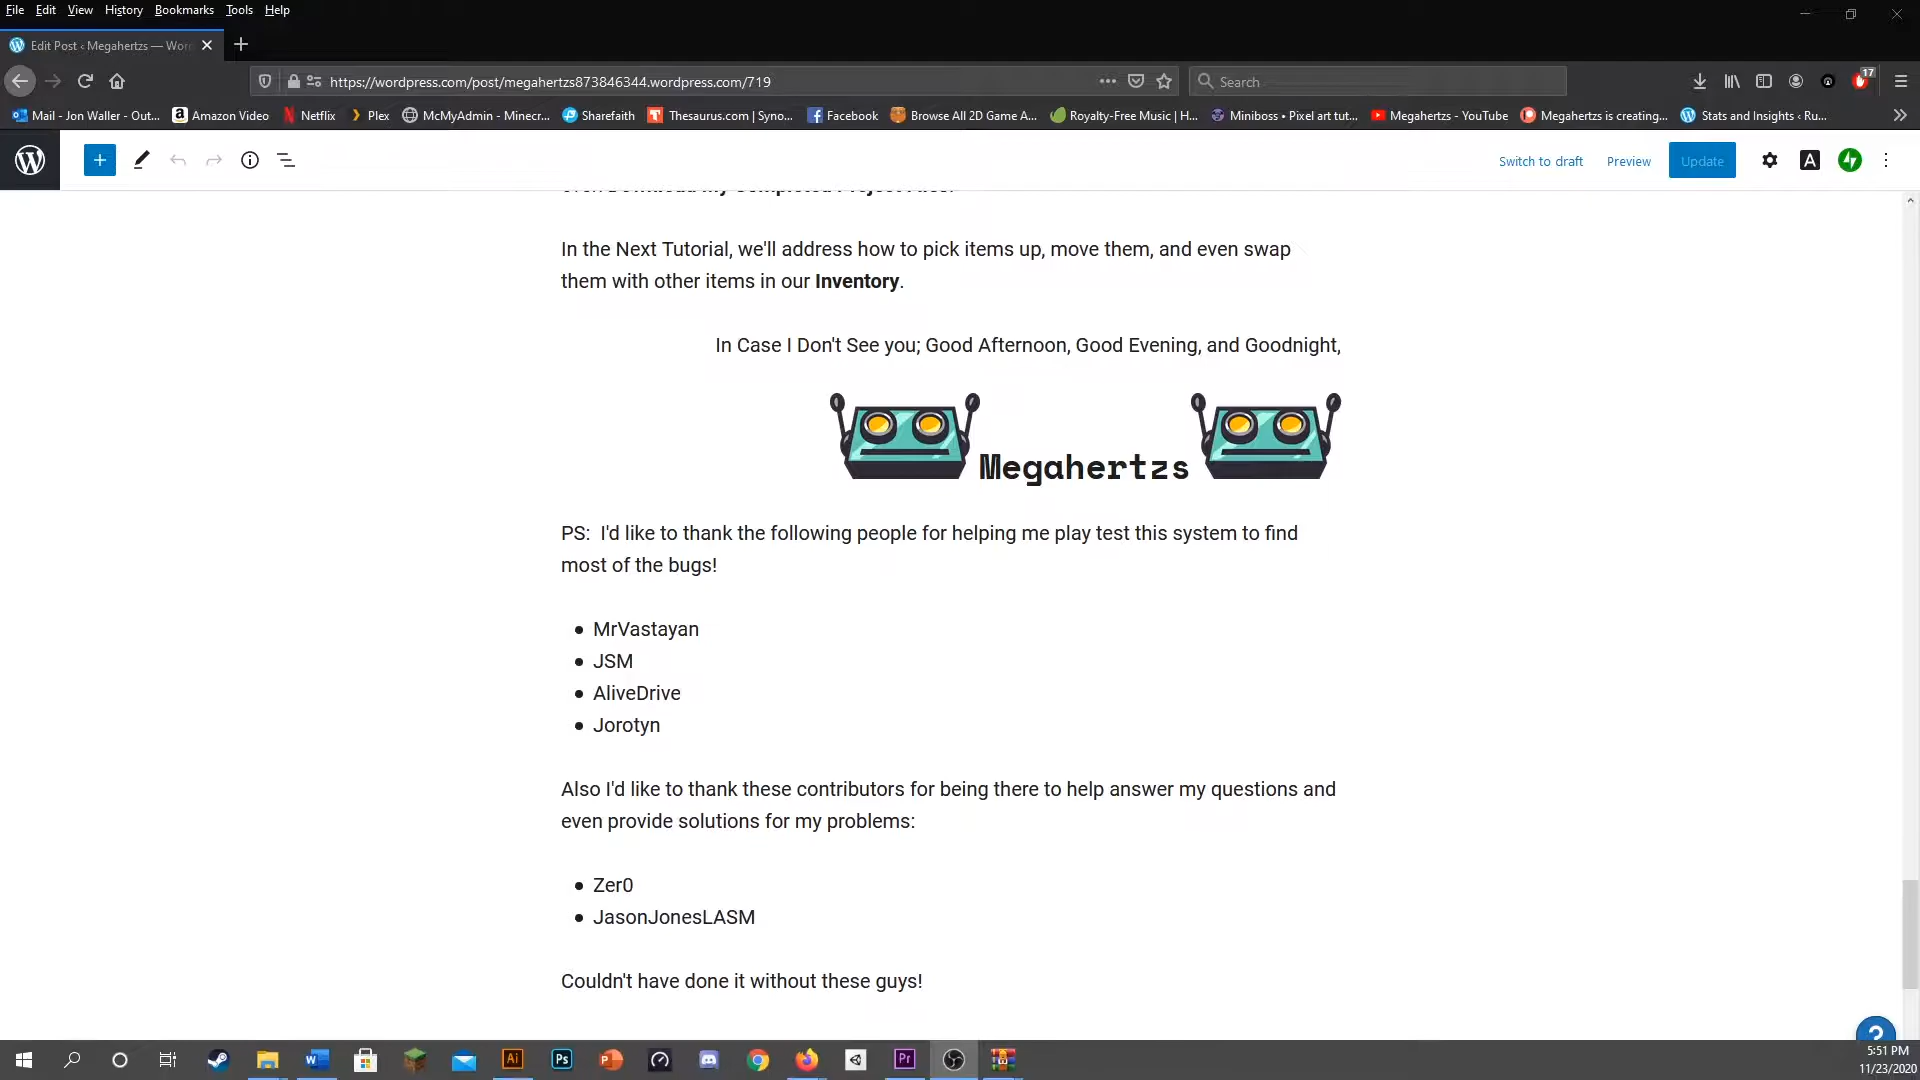 File Edit View History Bookmarks Tools Help
Edit Post ‹ Megahertzs — Wor
https://wordpress.com/post/megahertzs873846344.wordpress.com/719
Search
17
Mail - Jon Waller - Out... Amazon Video Netflix Plex McMyAdmin - Minecr... Sharefaith Thesaurus.com | Syno... Facebook Browse All 2D Game A... Royalty-Free Music | H... Miniboss • Pixel art tut... Megahertzs - YouTube Megahertzs is creating... Stats and Insights ‹ Ru...
Switch to draft Preview Update
In the Next Tutorial, we'll address how to pick items up, move them, and even swap
them with other items in our Inventory.
In Case I Don't See you; Good Afternoon, Good Evening, and Goodnight,
Megahertzs
PS: I'd like to thank the following people for helping me play test this system to find
most of the bugs!
MrVastayan
JSM
AliveDrive
Jorotyn
Also I'd like to thank these contributors for being there to help answer my questions and
even provide solutions for my problems:
Zer0
JasonJonesLASM
Couldn't have done it without these guys!
5:51 PM
11/23/2020